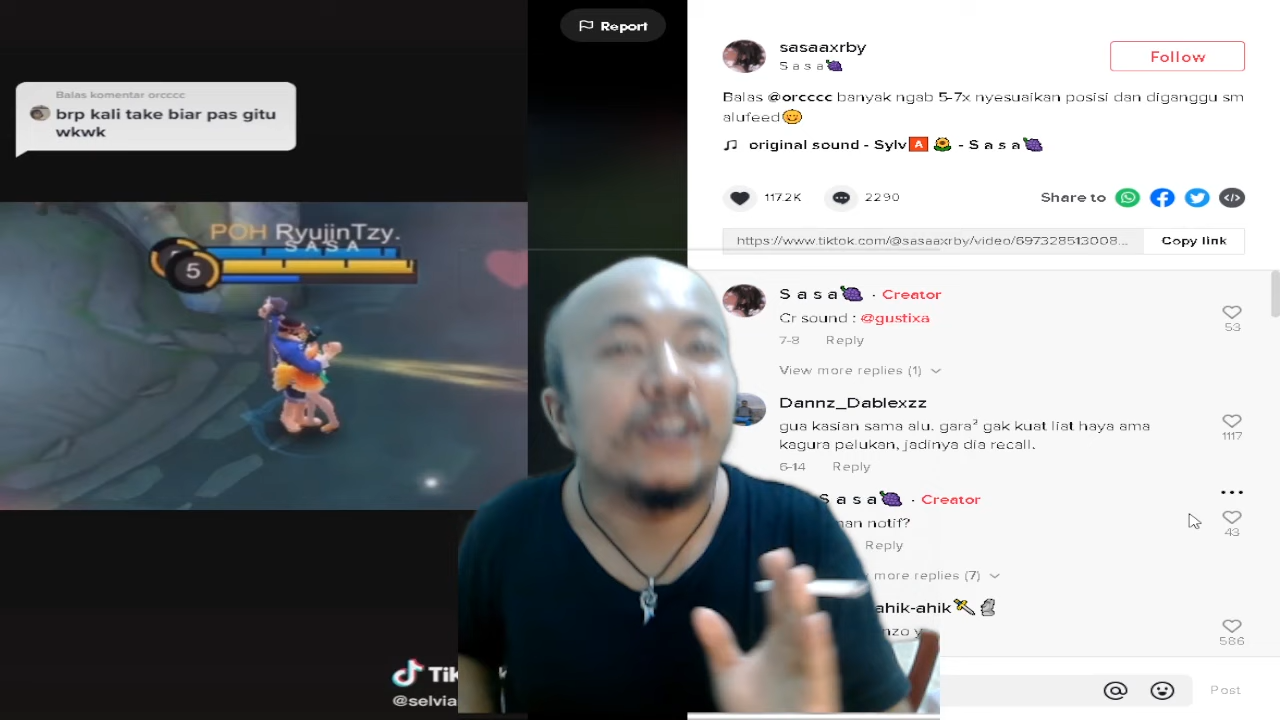 Report
Balas komentar orcccc
brp kali take biar pas gitu
wkwk
POH RyujinTzy.
S A S A
5
Tik
@selvia
sasaaxrby
S a s a🍇
Follow
Balas @orcccc banyak ngab 5-7x nyesuaikan posisi dan diganggu sm
alufeed😊
original sound - Sylv🅰️🌻 - S a s a🍇
117.2K
2290
Share to
https://www.tiktok.com/@sasaaxrby/video/697328513008...
Copy link
S a s a🍇 · Creator
Cr sound : @gustixa
7-8 Reply
53
View more replies (1)
Dannz_Dablexzz
gua kasian sama alu. gara² gak kuat liat haya ama
kagura pelukan, jadinya dia recall.
1117
6-14 Reply
S a s a🍇 · Creator
notif?
43
Reply
more replies (7)
ahik-ahik🗡️🗿
586
Post